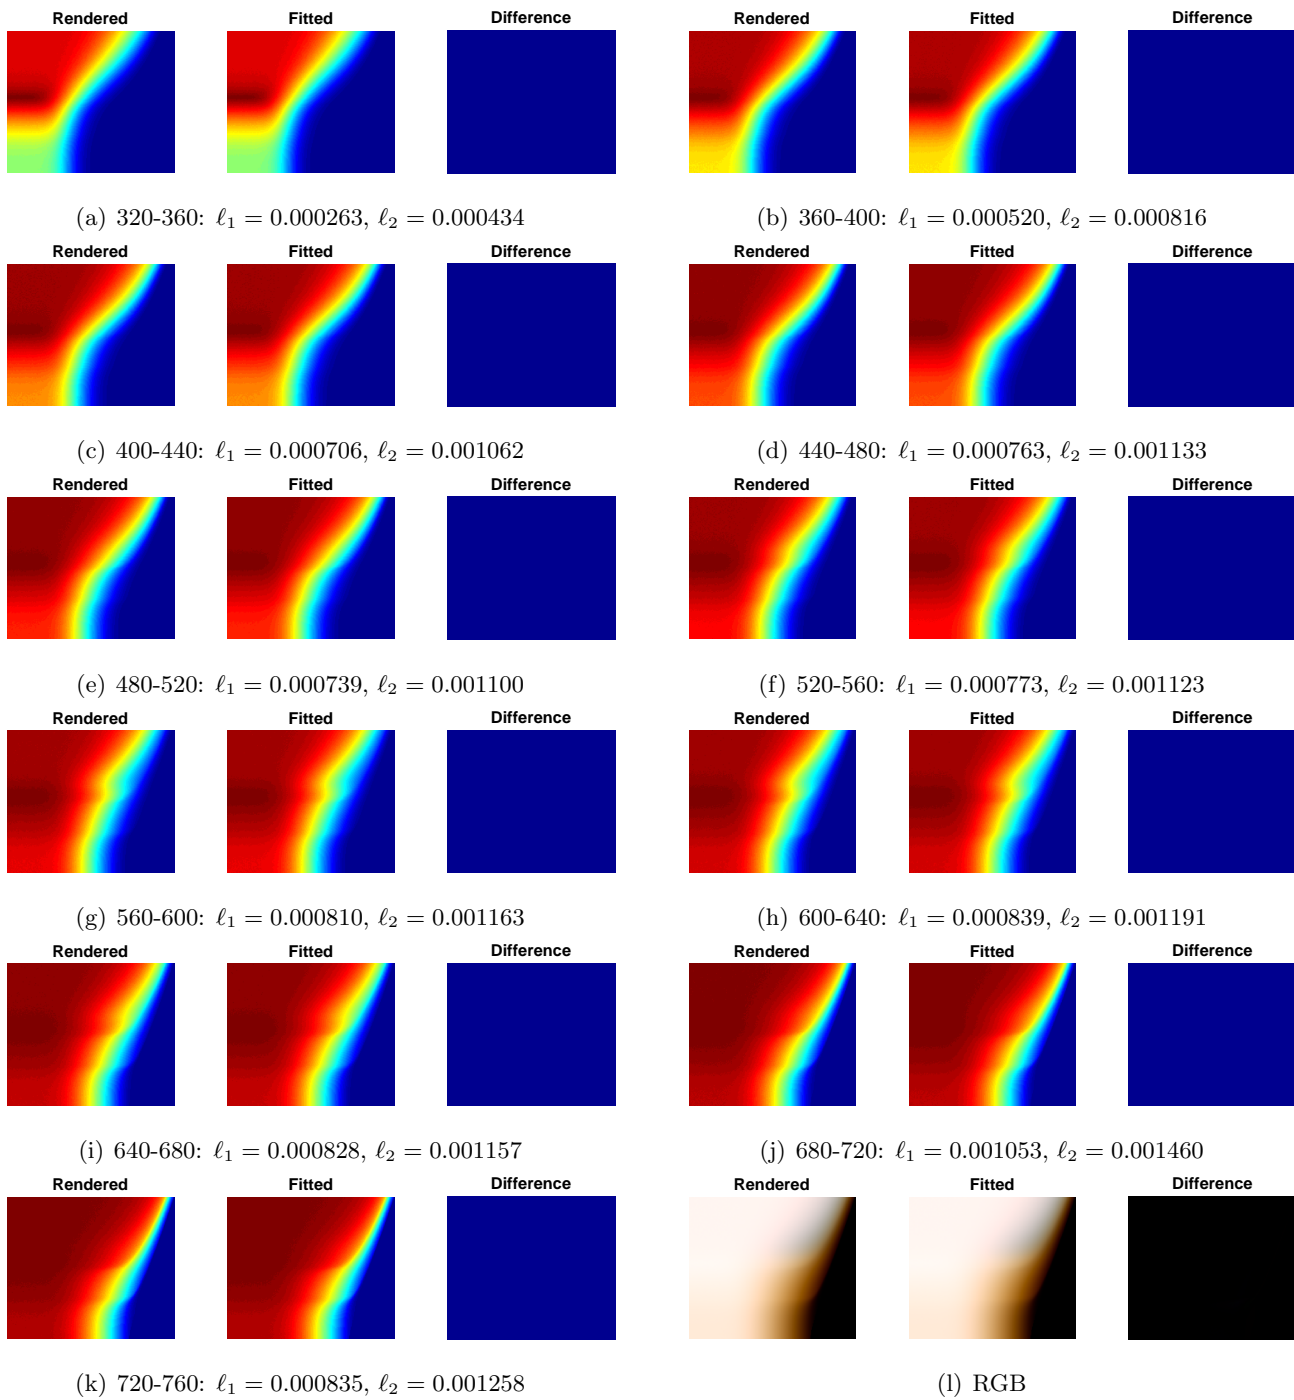 Rendered Fitted Difference Rendered Fitted Difference
(a) 320-360: ℓ₁ = 0.000263, ℓ₂ = 0.000434 (b) 360-400: ℓ₁ = 0.000520, ℓ₂ = 0.000816
Rendered Fitted Difference Rendered Fitted Difference
(c) 400-440: ℓ₁ = 0.000706, ℓ₂ = 0.001062 (d) 440-480: ℓ₁ = 0.000763, ℓ₂ = 0.001133
Rendered Fitted Difference Rendered Fitted Difference
(e) 480-520: ℓ₁ = 0.000739, ℓ₂ = 0.001100 (f) 520-560: ℓ₁ = 0.000773, ℓ₂ = 0.001123
Rendered Fitted Difference Rendered Fitted Difference
(g) 560-600: ℓ₁ = 0.000810, ℓ₂ = 0.001163 (h) 600-640: ℓ₁ = 0.000839, ℓ₂ = 0.001191
Rendered Fitted Difference Rendered Fitted Difference
(i) 640-680: ℓ₁ = 0.000828, ℓ₂ = 0.001157 (j) 680-720: ℓ₁ = 0.001053, ℓ₂ = 0.001460
Rendered Fitted Difference Rendered Fitted Difference
(k) 720-760: ℓ₁ = 0.000835, ℓ₂ = 0.001258 (l) RGB